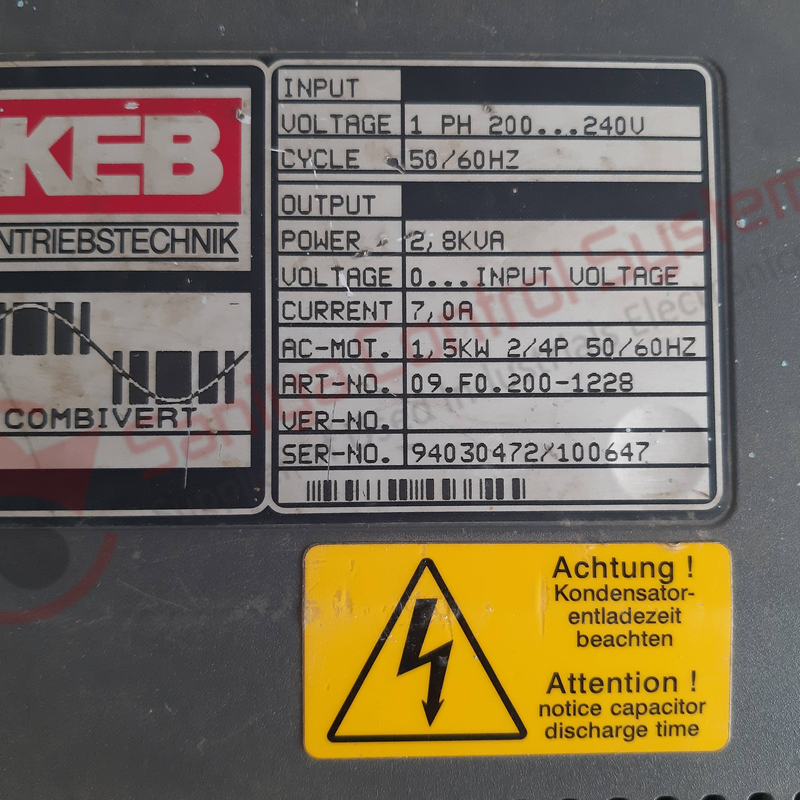 KEB
NTRIEBSTECHNIK
COMBIVERT
INPUT
VOLTAGE 1 PH 200...240V
CYCLE 50/60HZ
OUTPUT
POWER 2,8KVA
VOLTAGE 0...INPUT VOLTAGE
CURRENT 7,0A
AC-MOT. 1,5KW 2/4P 50/60HZ
ART-NO. 09.F0.200-1228
VER-NO.
SER-NO. 94030472/100647
Achtung !
Kondensator-
entladezeit
beachten
Attention !
notice capacitor
discharge time
Control System